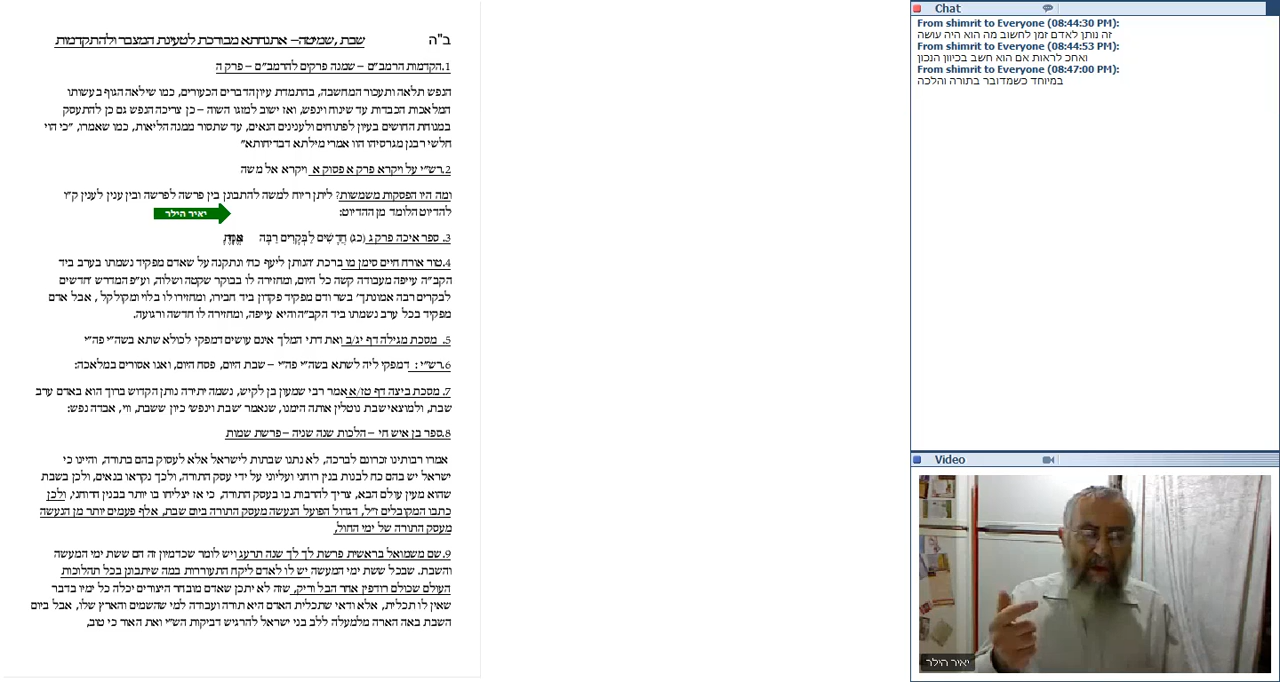 ב"ה
שבת, שמיטה– אתנחתא מבורכת לטעינת המצבר ולהתקדמות
1.הקדמות הרמב"ם – שמנה פרקים להרמב"ם – פרק ה
הנפש תלאה ותעכור המחשבה, בהתמדת עיון הדברים הכעורים, כמו שילאה הגוף בעשותו
המלאכות הכבדות עד שינוח וינפש, ואז ישוב למזגו השוה – כן צריכה הנפש גם כן להתעסק
במנוחת החושים בעיון לפתוחים ולענינים הנאים, עד שתסור ממנה הליאות, כמו שאמרו, "כי הוי
חלשי רבנן מגרסיהו הוו אמרי מילתא דבדיחותא"
2.רש"י על ויקרא פרק א פסוק א ויקרא אל משה
ומה היו הפסקות משמשות? ליתן ריוח למשה להתבונן בין פרשה לפרשה ובין ענין לענין ק"ו
להדיוט הלומד מן ההדיוט:
יאיר הילר
3. ספר איכה פרק ג (כג) חֲדָשִׁים לַבְּקָרִים רַבָּה
4.טור אורח חיים סימן מו ברכת 'הנותן ליעף כח' ונתקנה על שאדם מפקיד נשמתו בערב ביד
הקב"ה עייפה מעבודה קשה כל היום, ומחזירה לו בבוקר שקטה ושלוה, וע"פ המדרש 'חדשים
לבקרים רבה אמונתך' בשר ודם מפקיד פקדון ביד חבירו, ומחזירו לו בלוי ומקולקל , אבל אדם
מפקיד בכל ערב נשמתו ביד הקב"ה והיא עייפה, ומחזירה לו חדשה ורגועה.
5. מסכת מגילה דף יג/ב ואת דתי המלך אינם עושים דמפקי לכולא שתא בשה"י פה"י
6.רש"י : דמפקי ליה לשתא בשה"י פה"י – שבת היום, פסח היום, ואנו אסורים במלאכה:
7. מסכת ביצה דף טז/א אמר רבי שמעון בן לקיש, נשמה יתירה נותן הקדוש ברוך הוא באדם ערב
שבת, ולמוצאי שבת נוטלין אותה הימנו, שנאמר 'שבת וינפש' כיון ששבת, ווי, אבדה נפש:
8.ספר בן איש חי – הלכות שנה שניה – פרשת שמות
אמרו רבותינו זכרונם לברכה, לא נתנו שבתות לישראל אלא לעסוק בהם בתורה, והיינו כי
ישראל יש בהם כח לבנות בנין רוחני ועליוני על ידי עסק התורה, ולכך נקראו בנאים, ולכן בשבת
שהוא מעין עולם הבא, צריך להרבות בו בעסק התורה, כי אז יצליחו בו יותר בבנין הרוחני, ולכן
כתבו המקובלים ז"ל, דגדול הפועל הנעשה מעסק התורה ביום שבת, אלף פעמים יותר מן הנעשה
מעסק התורה של ימי החול,
9.שם משמואל בראשית פרשת לך לך שנה תרעג ויש לומר שבדמיון זה הם ששת ימי המעשה
והשבת. שבכל ששת ימי המעשה יש לו לאדם ליקח התעוררות במה שיתבונן בכל תהלוכות
העולם שכולם רודפין אחר הבל וריק, שזה לא יתכן שאדם מובחר היצורים יכלה כל ימיו בדבר
שאין לו תכלית, אלא ודאי שתכלית האדם היא תורה ועבודה למי שהשמים והארץ שלו, אבל ביום
השבת באה הארה מלמעלה ללב בני ישראל להרגיש דביקות השי"ת ואת האור כי טוב,
Chat
From shimrit to Everyone (08:44:30 PM):
זה נותן לאדם זמן לחשוב מה הוא היה עושה
From shimrit to Everyone (08:44:53 PM):
ואחכ לראות אם הוא חשב בכיוון הנכון
From shimrit to Everyone (08:47:00 PM):
במיוחד כשמדובר בתורה והלכה
Video
יאיר הילר